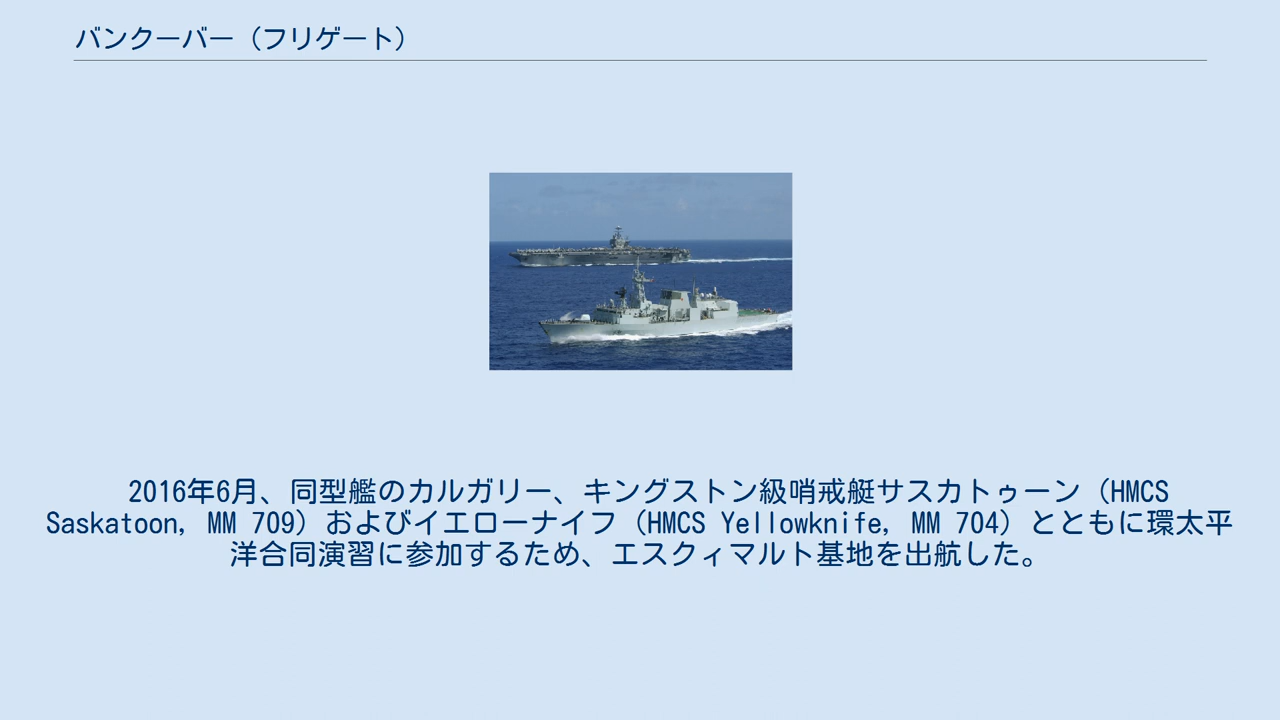 バンクーバー（フリゲート）
2016年6月、同型艦のカルガリー、キングストン級哨戒艇サスカトゥーン（HMCS
Saskatoon, MM 709）およびイエローナイフ（HMCS Yellowknife, MM 704）とともに環太平
洋合同演習に参加するため、エスクィマルト基地を出航した。